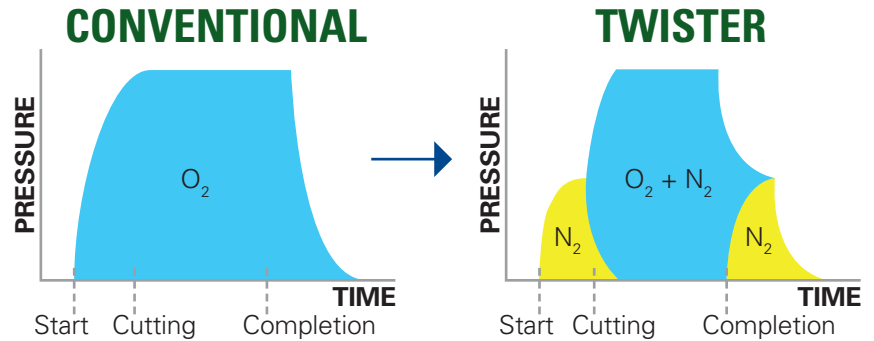 CONVENTIONAL
PRESSURE
O₂
TIME
Start Cutting Completion
TWISTER
PRESSURE
N₂
O₂ + N₂
N₂
TIME
Start Cutting Completion